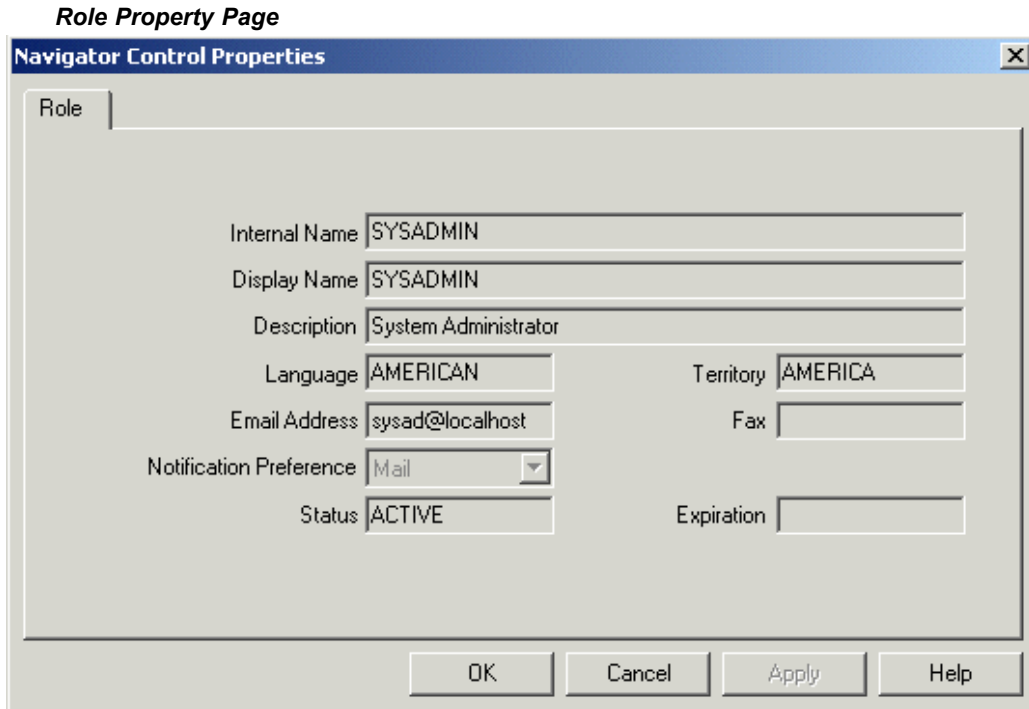 Role Property Page
Navigator Control Properties
Role
Internal Name SYSADMIN
Display Name SYSADMIN
Description System Administrator
Language AMERICAN Territory AMERICA
Email Address sysad@localhost Fax
Notification Preference Mail
Status ACTIVE Expiration
OK Cancel Apply Help